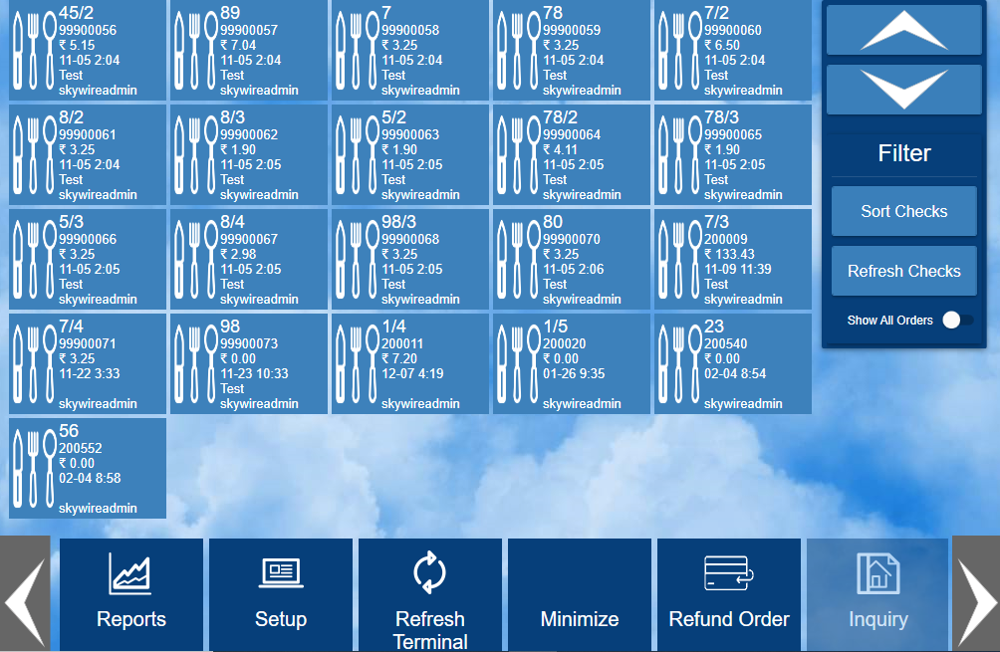 45/2
99900056
₹ 5.15
11-05 2:04
Test
skywireadmin
89
99900057
₹ 7.04
11-05 2:04
Test
skywireadmin
7
99900058
₹ 3.25
11-05 2:04
Test
skywireadmin
78
99900059
₹ 3.25
11-05 2:04
Test
skywireadmin
7/2
99900060
₹ 6.50
11-05 2:04
Test
skywireadmin
8/2
99900061
₹ 3.25
11-05 2:04
Test
skywireadmin
8/3
99900062
₹ 1.90
11-05 2:05
Test
skywireadmin
5/2
99900063
₹ 1.90
11-05 2:05
Test
skywireadmin
78/2
99900064
₹ 4.11
11-05 2:05
Test
skywireadmin
78/3
99900065
₹ 1.90
11-05 2:05
Test
skywireadmin
5/3
99900066
₹ 3.25
11-05 2:05
Test
skywireadmin
8/4
99900067
₹ 2.98
11-05 2:05
Test
skywireadmin
98/3
99900068
₹ 3.25
11-05 2:05
Test
skywireadmin
80
99900070
₹ 3.25
11-05 2:06
Test
skywireadmin
7/3
200009
₹ 133.43
11-09 11:39
Test
skywireadmin
7/4
99900071
₹ 3.25
11-22 3:33
skywireadmin
98
99900073
₹ 0.00
11-23 10:33
Test
skywireadmin
1/4
200011
₹ 7.20
12-07 4:19
skywireadmin
1/5
200020
₹ 0.00
01-26 9:35
skywireadmin
23
200540
₹ 0.00
02-04 8:54
skywireadmin
56
200552
₹ 0.00
02-04 8:58
skywireadmin
Filter
Sort Checks
Refresh Checks
Show All Orders
Reports
Setup
Refresh
Terminal
Minimize
Refund Order
Inquiry